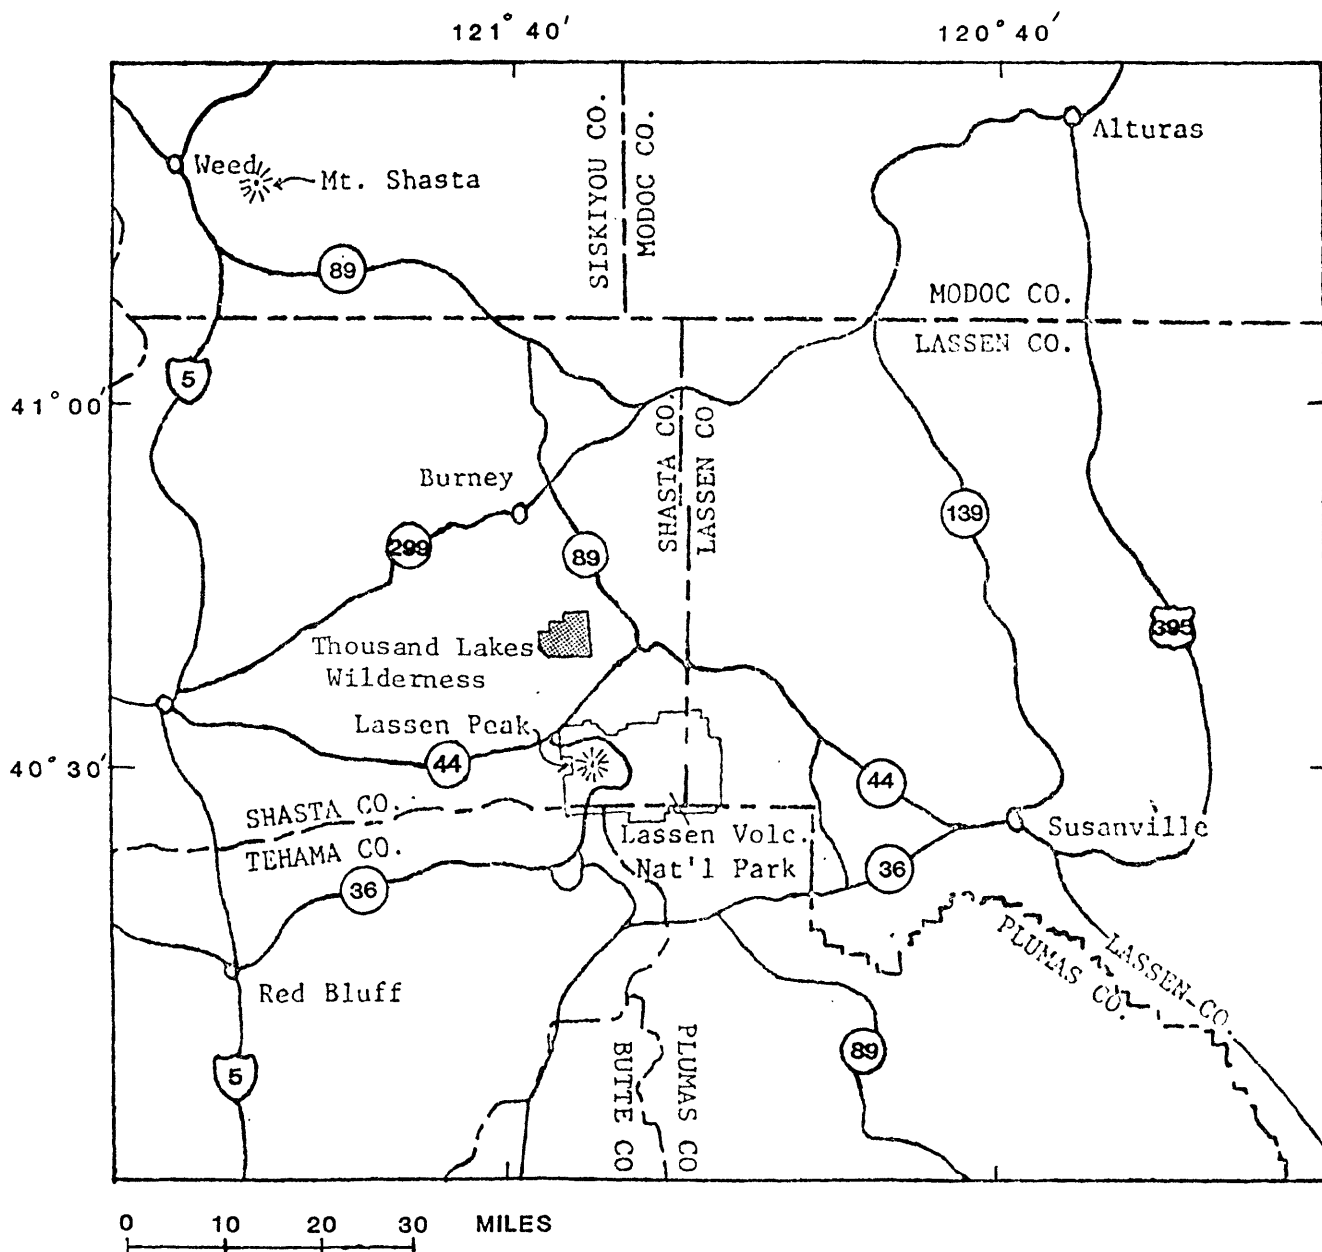 121° 40′
120° 40′
Alturas
Weed
Mt. Shasta
SISKIYOU CO.
MODOC CO.
89
MODOC CO.
LASSEN CO.
5
41° 00′
SHASTA CO.
LASSEN CO
Burney
139
299
89
395
Thousand Lakes
Wilderness
Lassen Peak
40° 30′
44
44
SHASTA CO.
TEHAMA CO.
Susanville
Lassen Volc.
Nat'l Park
36
36
PLUMAS CO.
LASSEN CO.
Red Bluff
89
5
BUTTE CO
PLUMAS CO
0 10 20 30 MILES